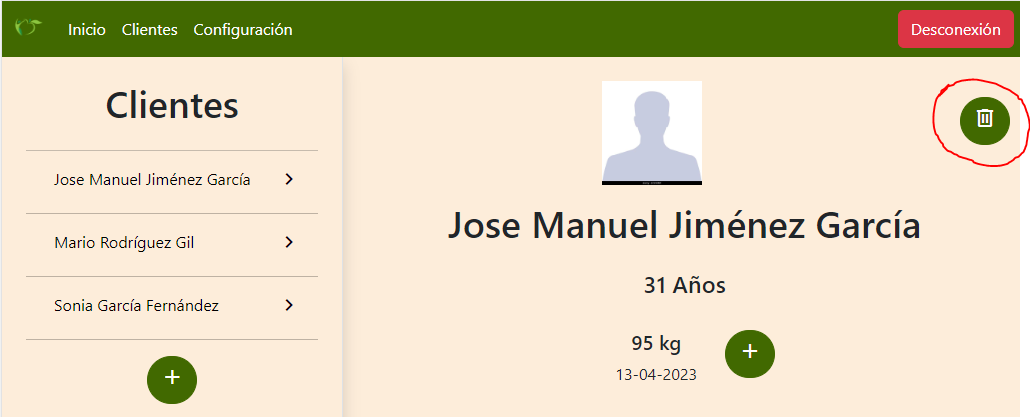 Inicio Clientes Configuración Desconexión
Clientes
Jose Manuel Jiménez García
Mario Rodríguez Gil
Sonia García Fernández
Jose Manuel Jiménez García
31 Años
95 kg
13-04-2023